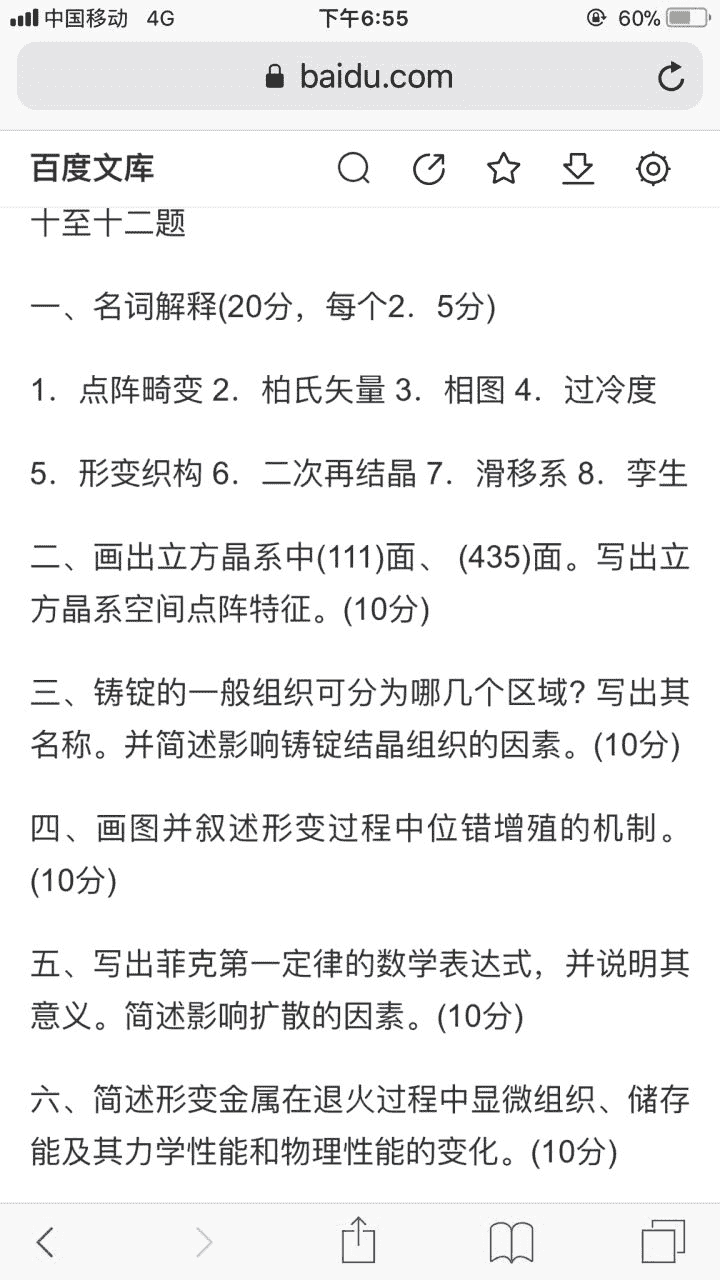 中国移动 4G 下午6:55 60%
baidu.com
百度文库
十至十二题
一、名词解释(20分，每个2．5分)
1．点阵畸变 2．柏氏矢量 3．相图 4．过冷度
5．形变织构 6．二次再结晶 7．滑移系 8．孪生
二、画出立方晶系中(111)面、 (435)面。写出立
方晶系空间点阵特征。(10分)
三、铸锭的一般组织可分为哪几个区域? 写出其
名称。并简述影响铸锭结晶组织的因素。(10分)
四、画图并叙述形变过程中位错增殖的机制。
(10分)
五、写出菲克第一定律的数学表达式，并说明其
意义。简述影响扩散的因素。(10分)
六、简述形变金属在退火过程中显微组织、储存
能及其力学性能和物理性能的变化。(10分)